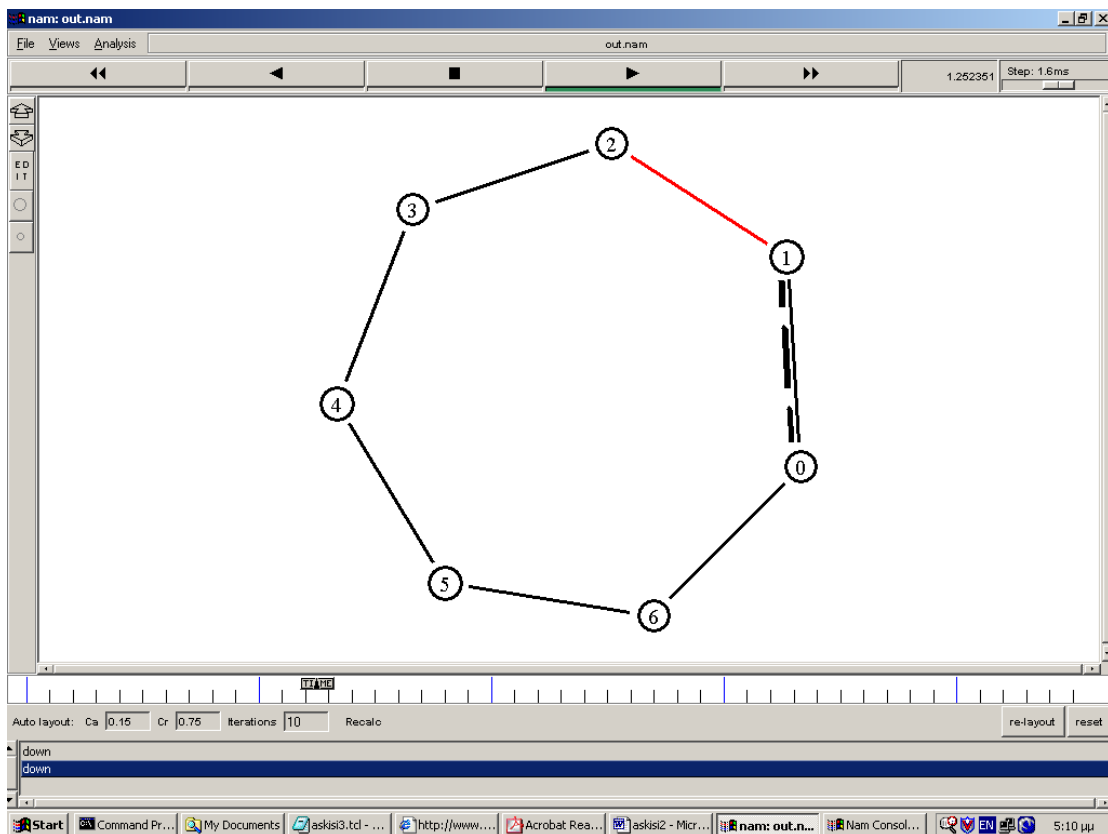 nam: out.nam
File Views Analysis out.nam
1.252351 Step: 1.6ms
ED
IT
2
3
1
4
0
5
6
TIME
Auto layout: Ca 0.15 Cr 0.75 Iterations 10 Recalc re-layout reset
down
down
Start Command Pr... My Documents askisi3.tcl - ... http://www.... Acrobat Rea... askisi2 - Micr... nam: out.n... Nam Consol... EN 5:10 μμ